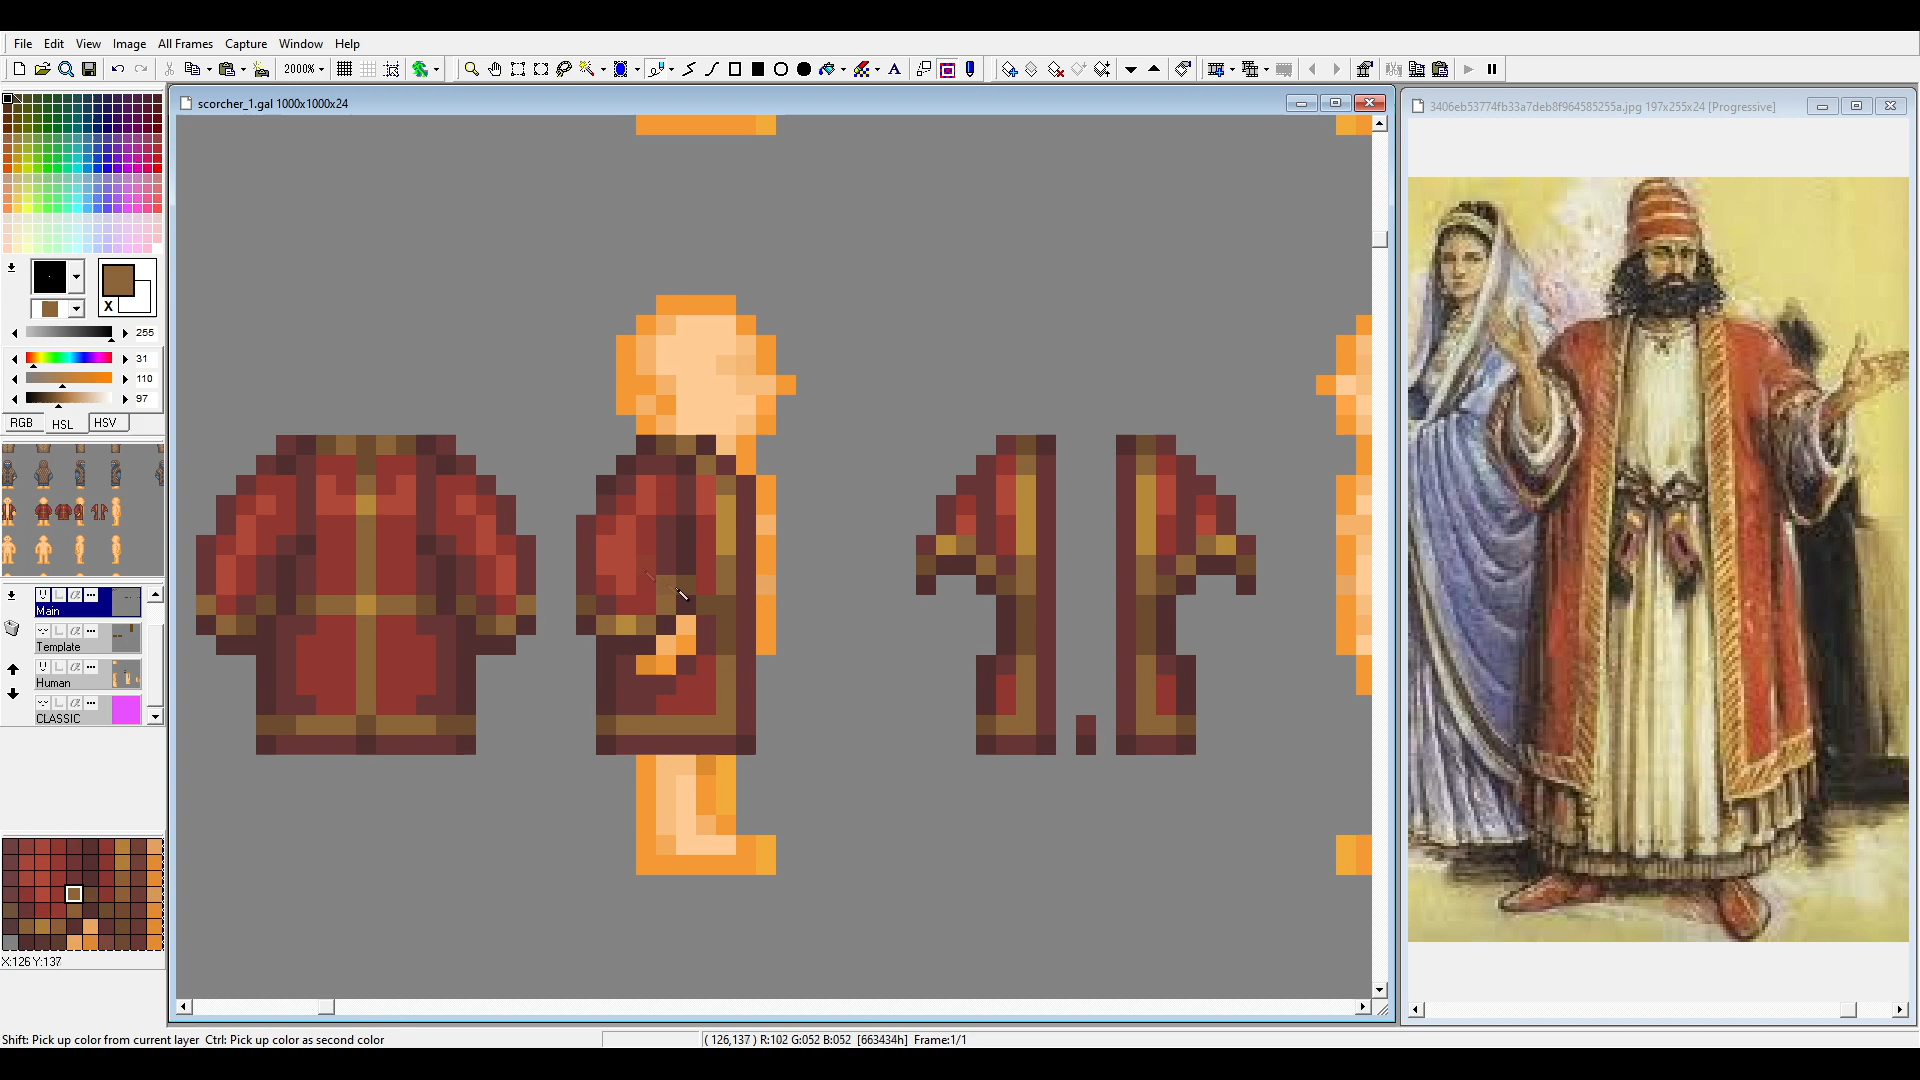 File Edit View Image All Frames Capture Window Help
2000%
A
scorcher_1.gal 1000x1000x24
3406eb53774fb33a7deb8f964585255a.jpg 197x255x24 [Progressive]
X
255
31
110
97
RGB HSL HSV
Main
Template
Human
CLASSIC
X:126 Y:137
Shift: Pick up color from current layer Ctrl: Pick up color as second color
( 126,137 ) R:102 G:052 B:052 [663434h] Frame:1/1